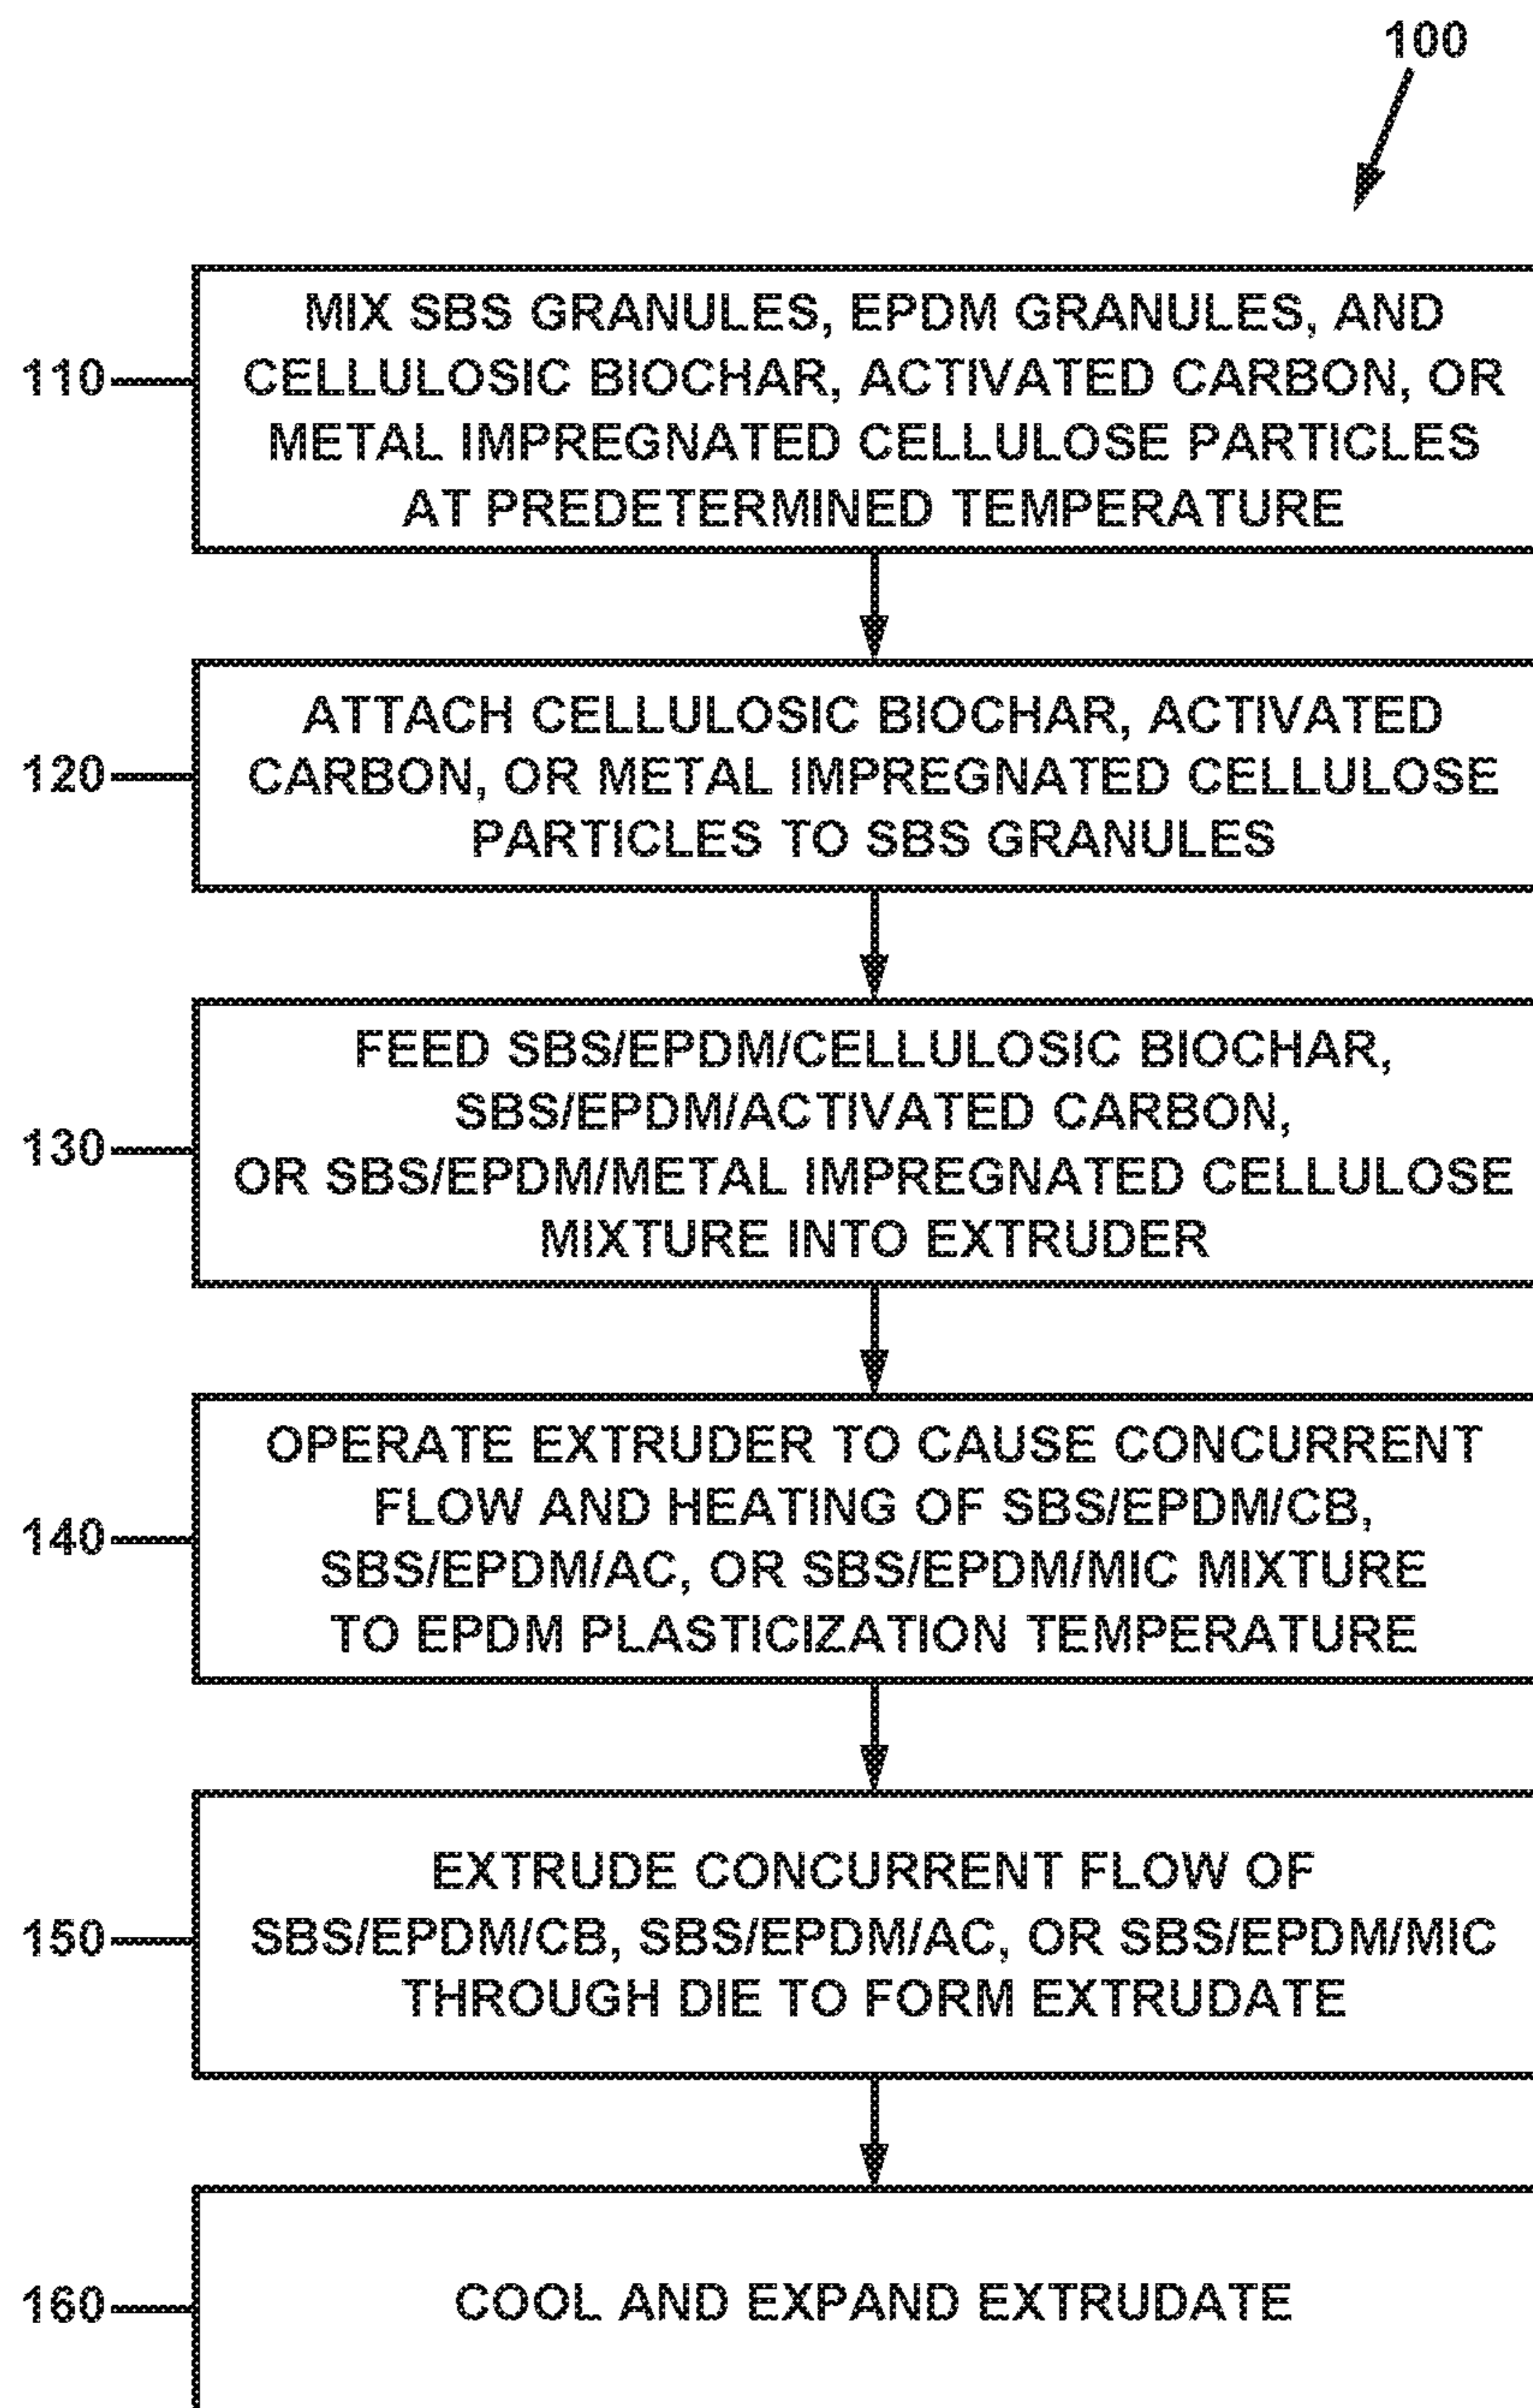 100
MIX SBS GRANULES, EPDM GRANULES, AND
110
CELLULOSIC BIOCHAR, ACTIVATED CARBON, OR
METAL IMPREGNATED CELLULOSE PARTICLES
AT PREDETERMINED TEMPERATURE
ATTACH CELLULOSIC BIOCHAR, ACTIVATED
120
CARBON, OR METAL IMPREGNATED CELLULOSE
PARTICLES TO SBS GRANULES
FEED SBS/EPDM/CELLULOSIC BIOCHAR,
SBS/EPDM/ACTIVATED CARBON,
130
OR SBS/EPDM/METAL IMPREGNATED CELLULOSE
MIXTURE INTO EXTRUDER
OPERATE EXTRUDER TO CAUSE CONCURRENT
FLOW AND HEATING OF SBS/EPDM/CB,
140
SBS/EPDM/AC, OR SBS/EPDM/MIC MIXTURE
TO EPDM PLASTICIZATION TEMPERATURE
EXTRUDE CONCURRENT FLOW OF
150
SBS/EPDM/CB, SBS/EPDM/AC, OR SBS/EPDM/MIC
THROUGH DIE TO FORM EXTRUDATE
160
COOL AND EXPAND EXTRUDATE